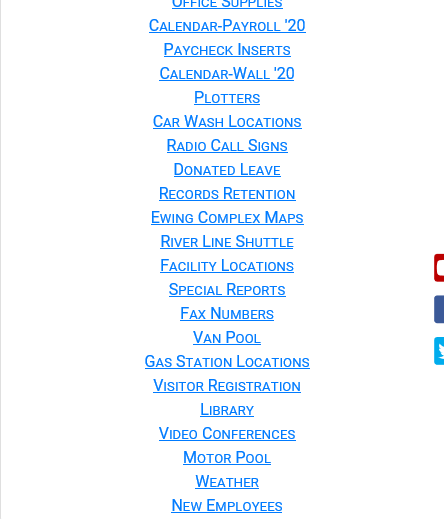 Office Supplies
Calendar-Payroll '20
Paycheck Inserts
Calendar-Wall '20
Plotters
Car Wash Locations
Radio Call Signs
Donated Leave
Records Retention
Ewing Complex Maps
River Line Shuttle
Facility Locations
Special Reports
Fax Numbers
Van Pool
Gas Station Locations
Visitor Registration
Library
Video Conferences
Motor Pool
Weather
New Employees